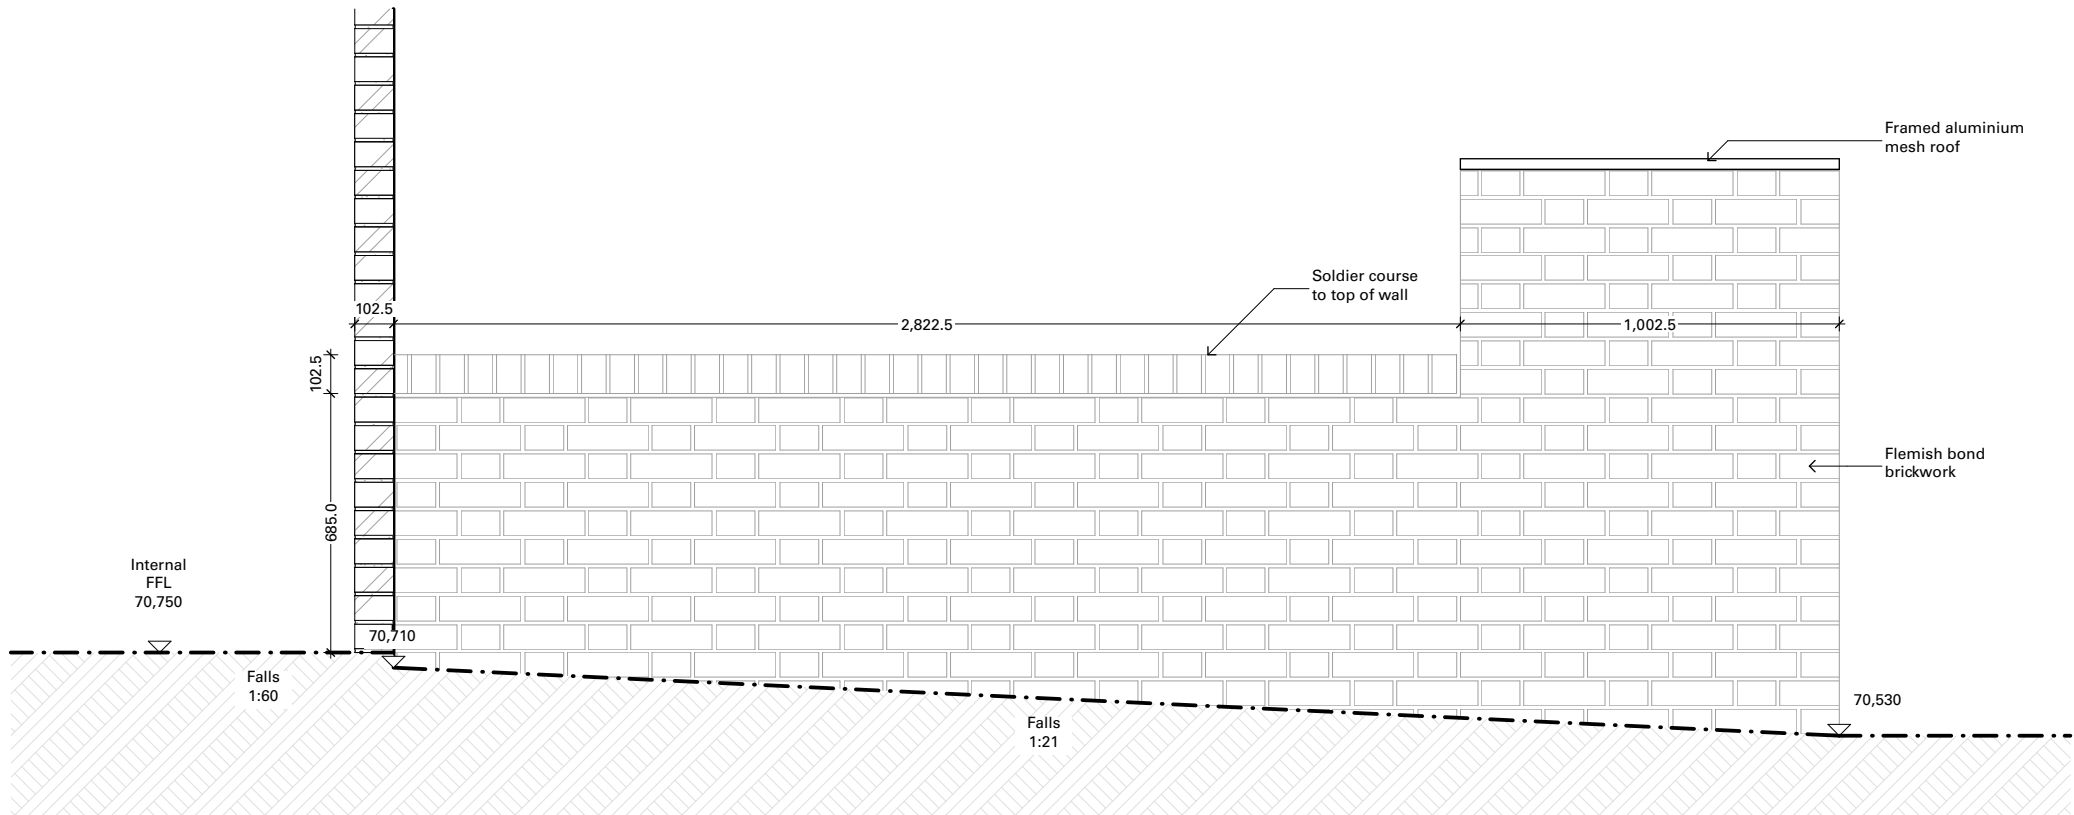 Framed aluminium
mesh roof
Soldier course
to top of wall
102.5
2,822.5
1,002.5
102.5
685.0
Flemish bond
brickwork
Internal
FFL
70,750
70,710
Falls
1:60
Falls
1:21
70,530